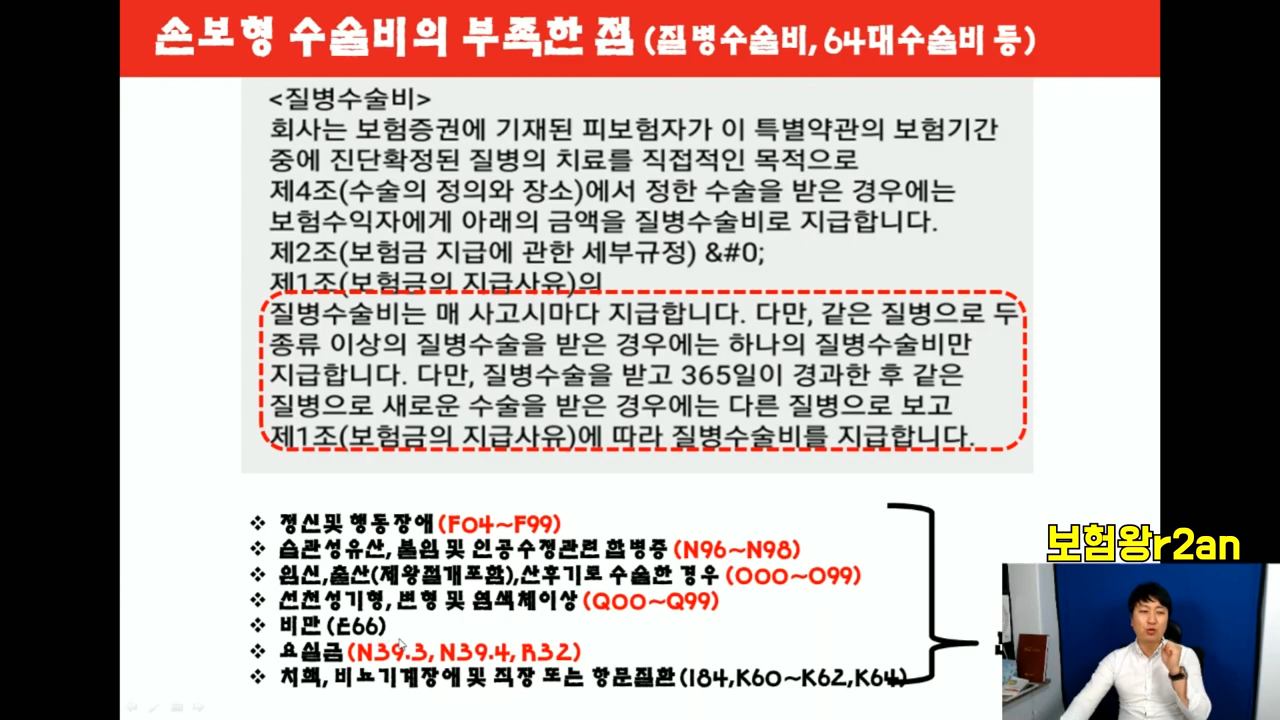 손보형 수술비의 부족한 점 (질병수술비, 64대수술비 등)
<질병수술비>
회사는 보험증권에 기재된 피보험자가 이 특별약관의 보험기간
중에 진단확정된 질병의 치료를 직접적인 목적으로
제4조(수술의 정의와 장소)에서 정한 수술을 받은 경우에는
보험수익자에게 아래의 금액을 질병수술비로 지급합니다.
제2조(보험금 지급에 관한 세부규정) &#0;
제1조(보험금의 지급사유)의
질병수술비는 매 사고시마다 지급합니다. 다만, 같은 질병으로 두
종류 이상의 질병수술을 받은 경우에는 하나의 질병수술비만
지급합니다. 다만, 질병수술을 받고 365일이 경과한 후 같은
질병으로 새로운 수술을 받은 경우에는 다른 질병으로 보고
제1조(보험금의 지급사유)에 따라 질병수술비를 지급합니다.
❖ 정신및 행동장애(F04~F99)
❖ 습관성유산, 불임 및 인공수정관련 합병증 (N96~N98)
❖ 임신,출산(제왕절개포함),산후기로 수술한 경우 (O00~O99)
❖ 선천성기형, 변형 및 염색체이상 (Q00~Q99)
❖ 비만 (E66)
❖ 요실금 (N39.3, N39.4, R32)
❖ 치핵, 비뇨기계장애 및 직장 또는 항문질환(I84,K60~K62,K64)
보험왕r2an